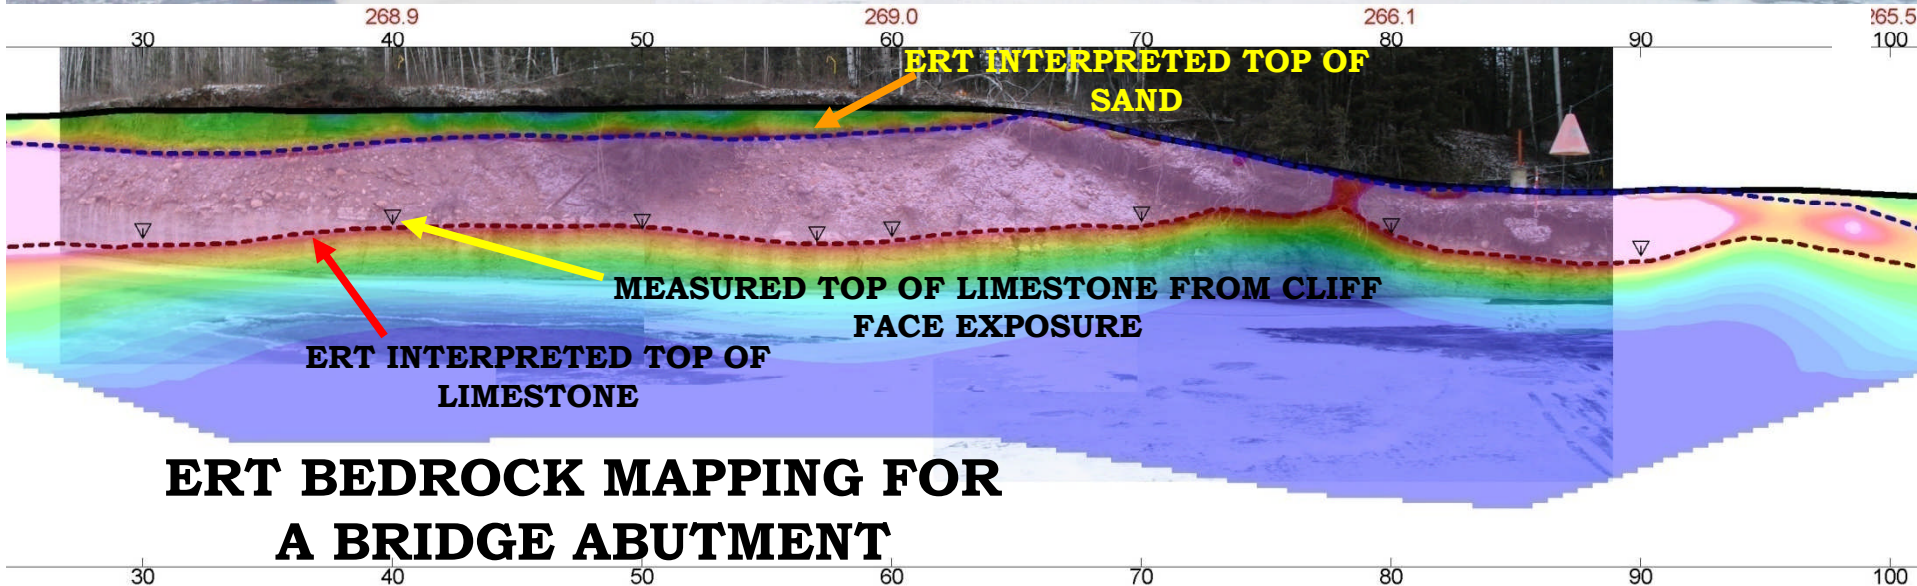 268.9 269.0 266.1 265.5
30 40 50 60 70 80 90 100
ERT INTERPRETED TOP OF
SAND
MEASURED TOP OF LIMESTONE FROM CLIFF
FACE EXPOSURE
ERT INTERPRETED TOP OF
LIMESTONE
ERT BEDROCK MAPPING FOR
A BRIDGE ABUTMENT
30 40 50 60 70 80 90 100